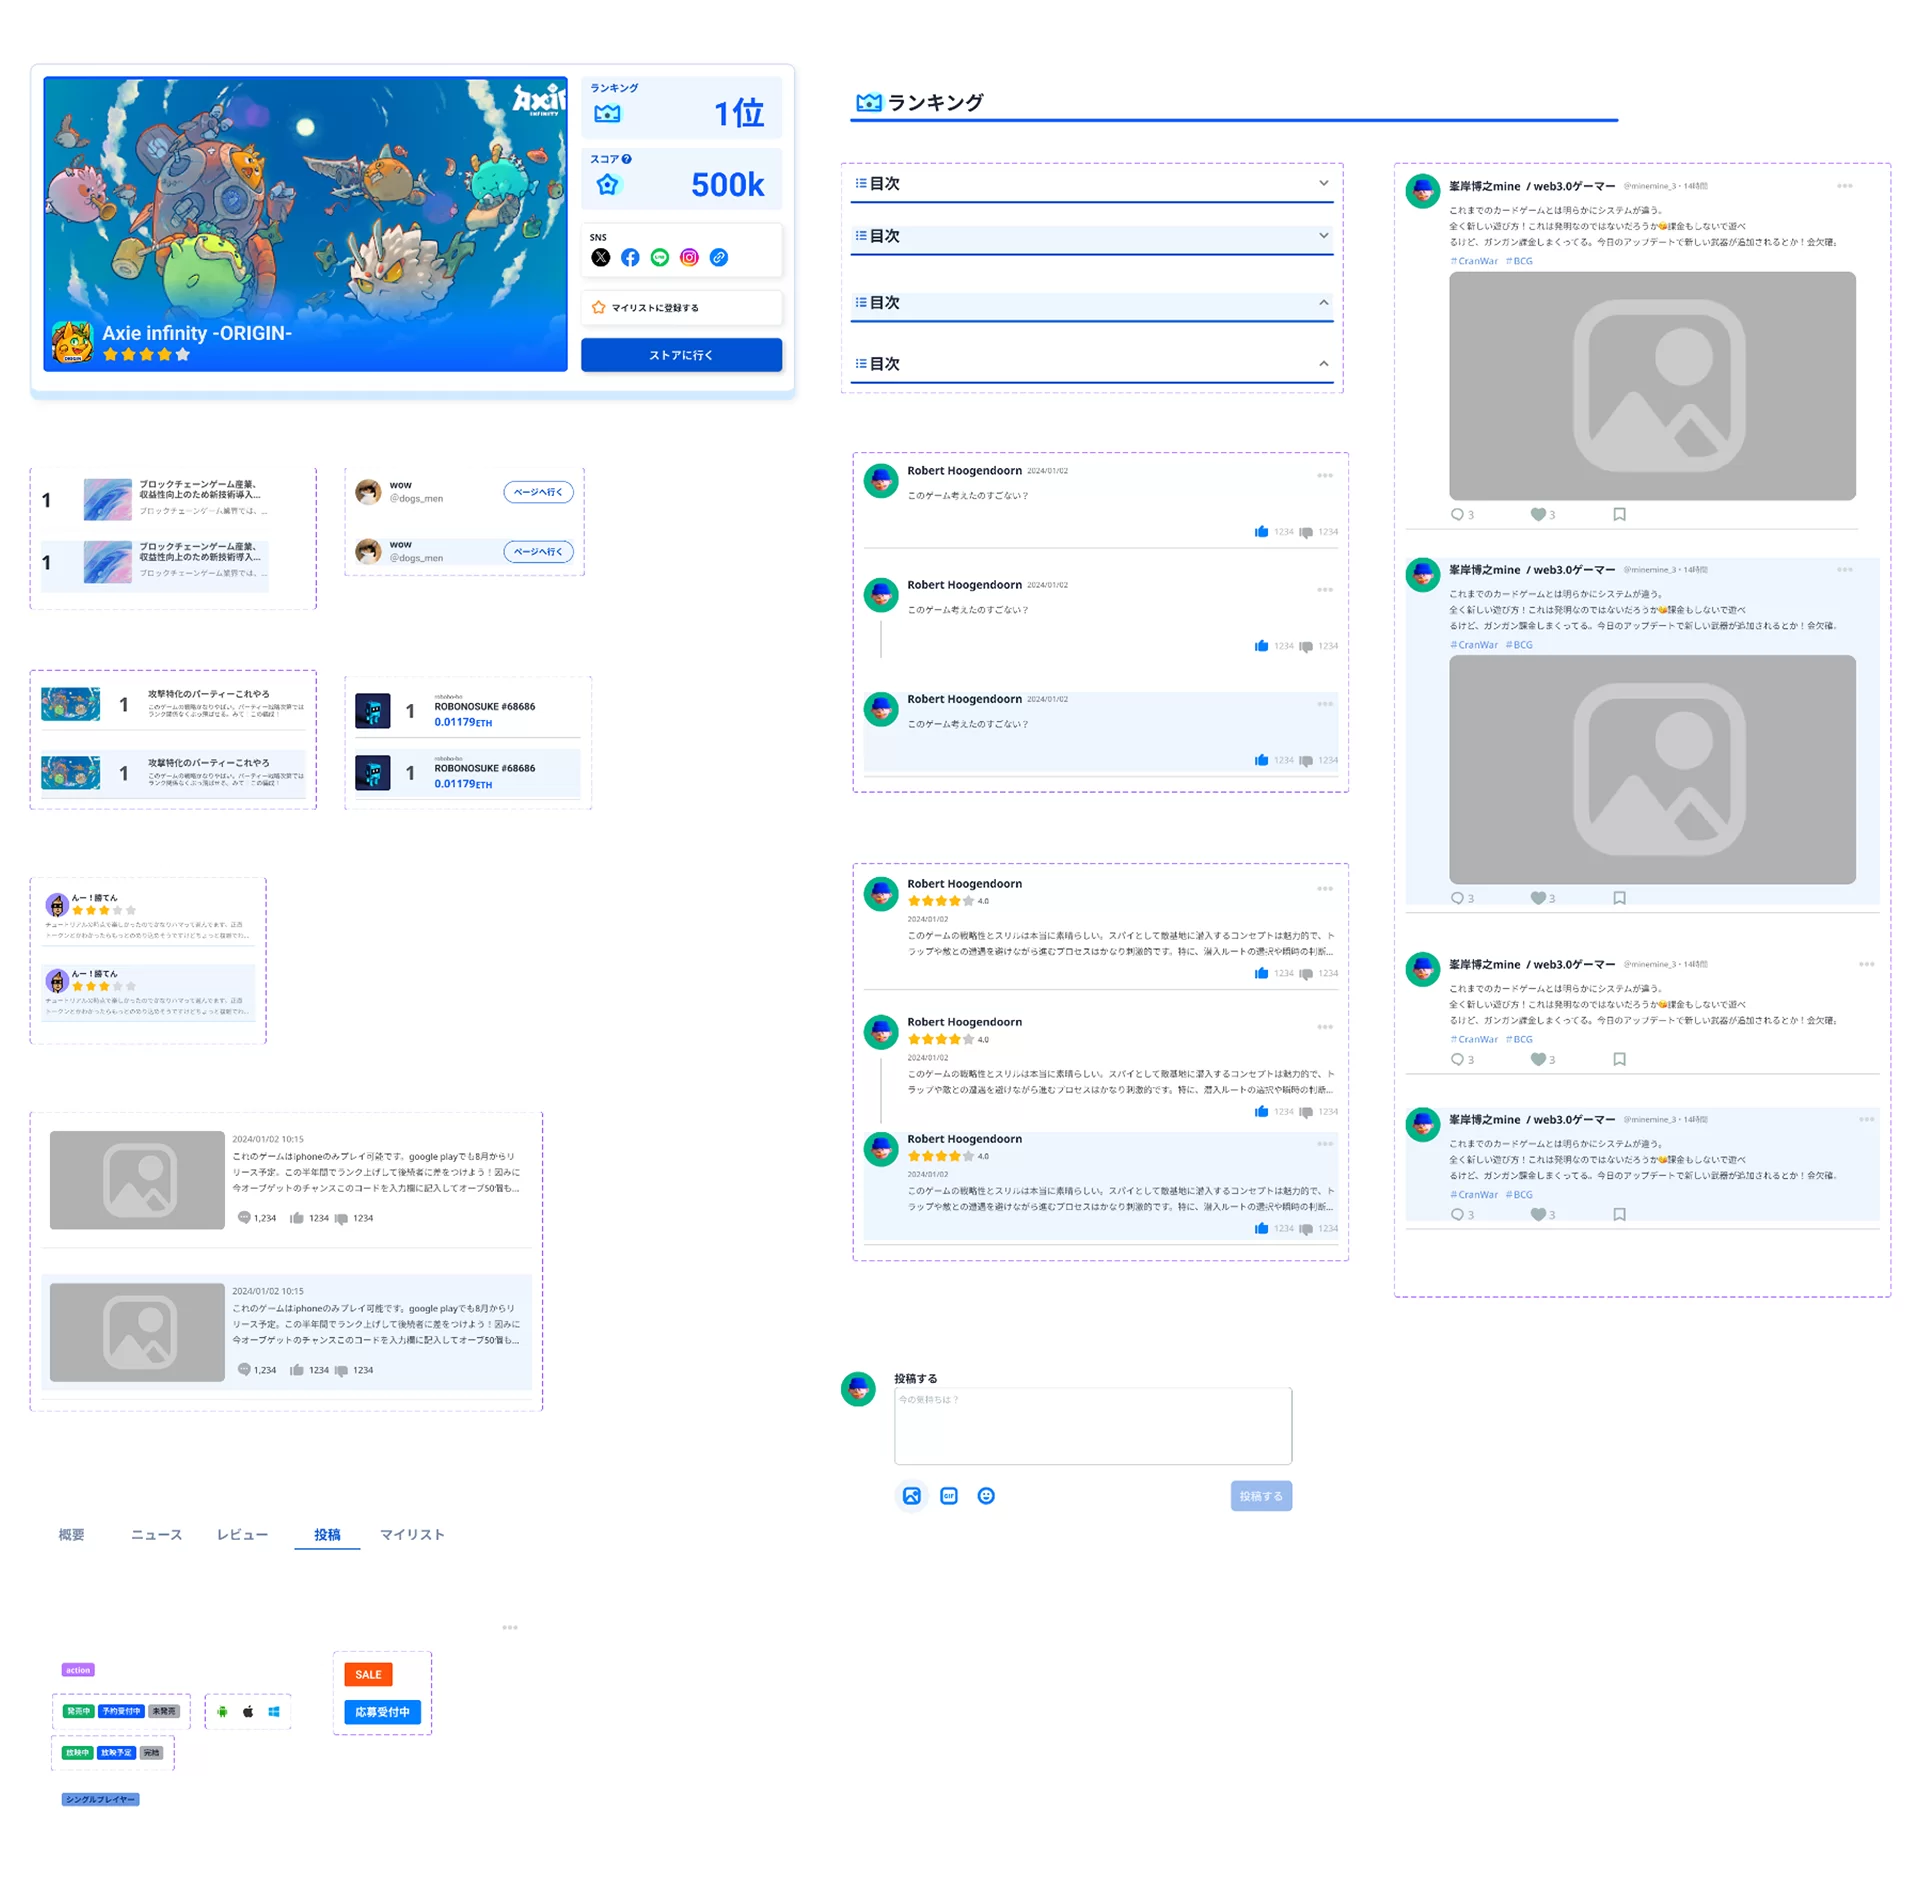 AXIE
INFINITY
Axie infinity -ORIGIN-
ORIGIN
ランキング
1位
スコア
500k
SNS
マイリストに登録する
ストアに行く
1
ブロックチェーンゲーム産業、
収益性向上のため新技術導入...
ブロックチェーンゲーム業界では、...
1
ブロックチェーンゲーム産業、
収益性向上のため新技術導入...
ブロックチェーンゲーム業界では、...
wow
@dogs_men
ページへ行く
wow
@dogs_men
ページへ行く
1
攻撃特化のパーティーこれやろ
1
攻撃特化のパーティーこれやろ
1
robobo-bo
ROBONOSUKE #68686
0.01179ETH
1
robobo-bo
ROBONOSUKE #68686
0.01179ETH
んー！勝てん
んー！勝てん
2024/01/02 10:15
これのゲームはiphoneのみプレイ可能です。google playでも8月からリ
リース予定。この半年間でランク上げして後続者に差をつけよう！因みに
今オーブゲットのチャンスこのコードを入力欄に記入してオーブ50個も...
1,234 1234 1234
2024/01/02 10:15
これのゲームはiphoneのみプレイ可能です。google playでも8月からリ
リース予定。この半年間でランク上げして後続者に差をつけよう！因みに
今オーブゲットのチャンスこのコードを入力欄に記入してオーブ50個も...
1,234 1234 1234
概要 ニュース レビュー 投稿 マイリスト
action
発売中 予約受付中 未発売
放映中 放映予定 完結
シングルプレイヤー
SALE
応募受付中
ランキング
目次
目次
目次
目次
Robert Hoogendoorn 2024/01/02
このゲーム考えたのすごない？
1234 1234
Robert Hoogendoorn 2024/01/02
このゲーム考えたのすごない？
1234 1234
Robert Hoogendoorn 2024/01/02
このゲーム考えたのすごない？
1234 1234
Robert Hoogendoorn
4.0
2024/01/02
このゲームの戦略性とスリルは本当に素晴らしい。スパイとして敵基地に潜入するコンセプトは魅力的で、ト
ラップや敵との遭遇を避けながら進むプロセスはかなり刺激的です。特に、潜入ルートの選択や瞬時の判断...
1234 1234
Robert Hoogendoorn
4.0
2024/01/02
このゲームの戦略性とスリルは本当に素晴らしい。スパイとして敵基地に潜入するコンセプトは魅力的で、ト
ラップや敵との遭遇を避けながら進むプロセスはかなり刺激的です。特に、潜入ルートの選択や瞬時の判断...
1234 1234
Robert Hoogendoorn
4.0
2024/01/02
このゲームの戦略性とスリルは本当に素晴らしい。スパイとして敵基地に潜入するコンセプトは魅力的で、ト
ラップや敵との遭遇を避けながら進むプロセスはかなり刺激的です。特に、潜入ルートの選択や瞬時の判断...
1234 1234
投稿する
今の気持ちは？
GIF
投稿する
峯岸博之mine / web3.0ゲーマー @minemine_3・14時間
これまでのカードゲームとは明らかにシステムが違う。
全く新しい遊び方！これは発明なのではないだろうか😘課金もしないで遊べ
るけど、ガンガン課金しまくってる。今日のアップデートで新しい武器が追加されるとか！会欠確。
#CranWar #BCG
3 3
峯岸博之mine / web3.0ゲーマー @minemine_3・14時間
これまでのカードゲームとは明らかにシステムが違う。
全く新しい遊び方！これは発明なのではないだろうか😘課金もしないで遊べ
るけど、ガンガン課金しまくってる。今日のアップデートで新しい武器が追加されるとか！会欠確。
#CranWar #BCG
3 3
峯岸博之mine / web3.0ゲーマー @minemine_3・14時間
これまでのカードゲームとは明らかにシステムが違う。
全く新しい遊び方！これは発明なのではないだろうか😘課金もしないで遊べ
るけど、ガンガン課金しまくってる。今日のアップデートで新しい武器が追加されるとか！会欠確。
#CranWar #BCG
3 3
峯岸博之mine / web3.0ゲーマー @minemine_3・14時間
これまでのカードゲームとは明らかにシステムが違う。
全く新しい遊び方！これは発明なのではないだろうか😘課金もしないで遊べ
るけど、ガンガン課金しまくってる。今日のアップデートで新しい武器が追加されるとか！会欠確。
#CranWar #BCG
3 3